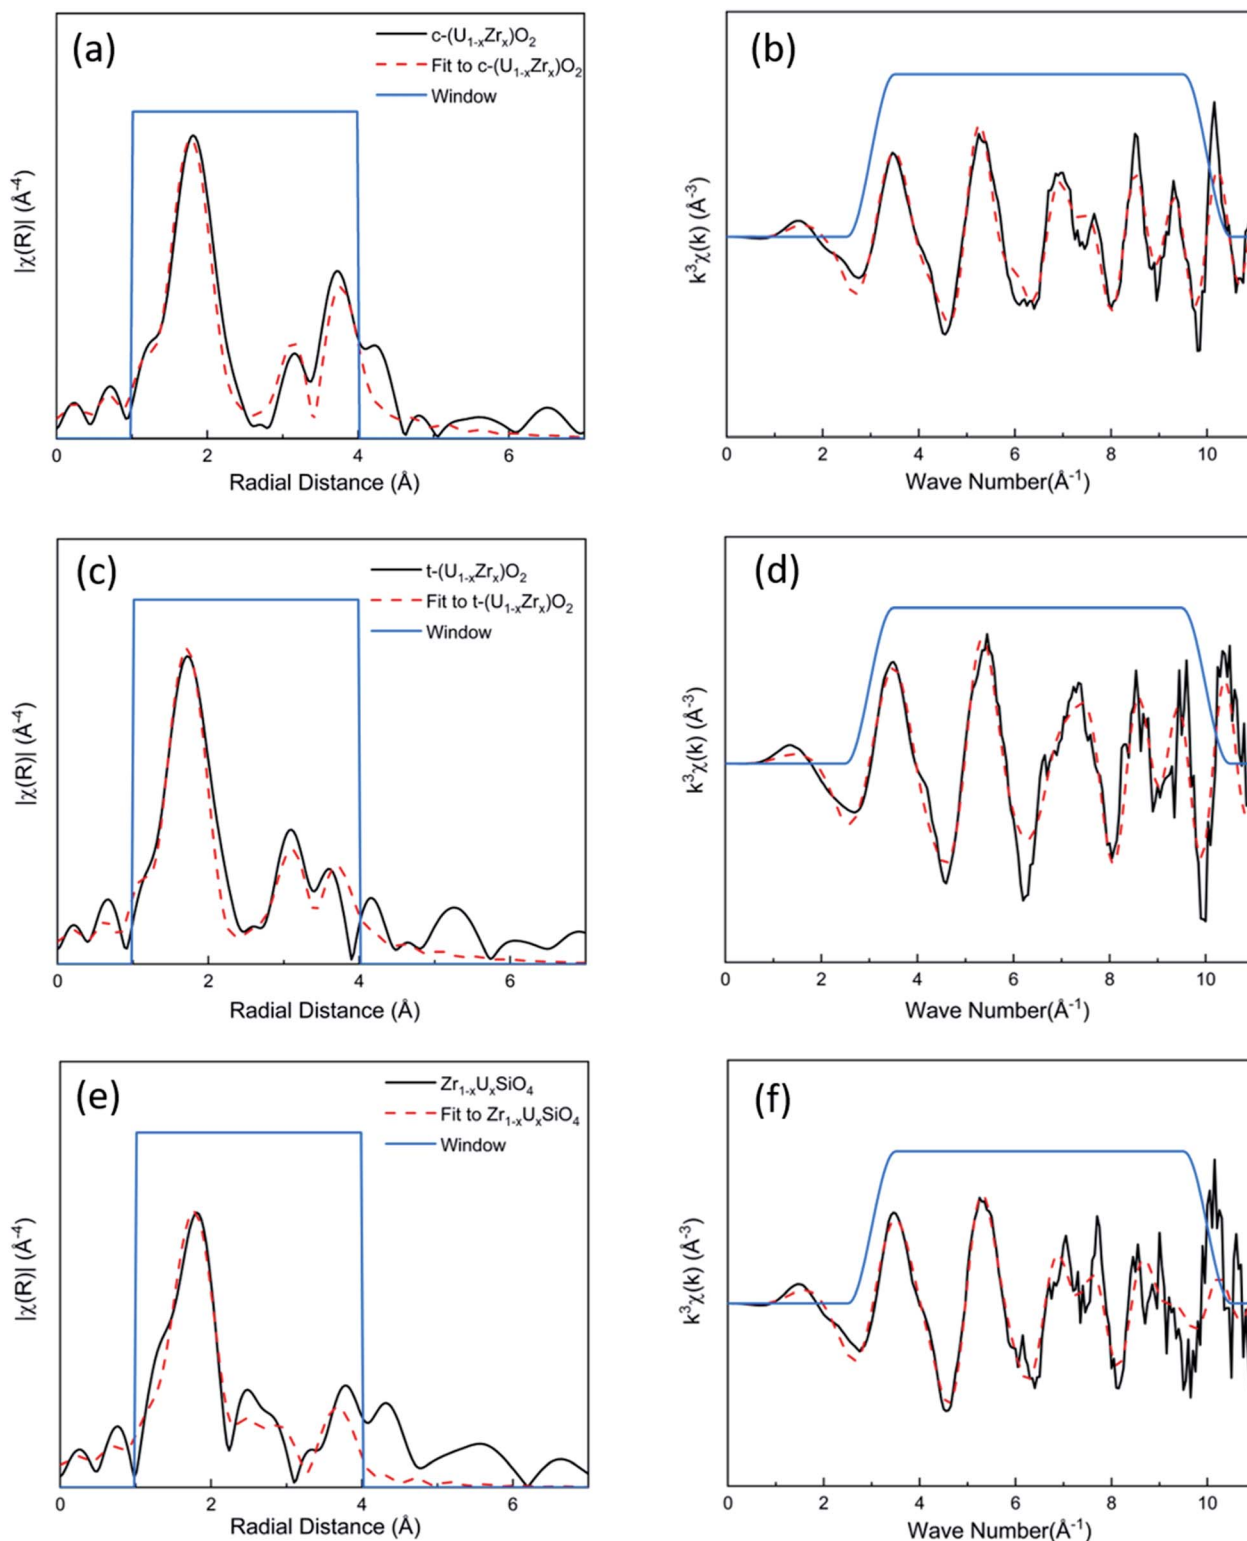 (a)
c-(U₁₋ₓZrₓ)O₂
Fit to c-(U₁₋ₓZrₓ)O₂
Window
|χ(R)| (Å⁻⁴)
0 2 4 6
Radial Distance (Å)
(b)
k³χ(k) (Å⁻³)
0 2 4 6 8 10
Wave Number(Å⁻¹)
(c)
t-(U₁₋ₓZrₓ)O₂
Fit to t-(U₁₋ₓZrₓ)O₂
Window
|χ(R)| (Å⁻⁴)
0 2 4 6
Radial Distance (Å)
(d)
k³χ(k) (Å⁻³)
0 2 4 6 8 10
Wave Number(Å⁻¹)
(e)
Zr₁₋ₓUₓSiO₄
Fit to Zr₁₋ₓUₓSiO₄
Window
|χ(R)| (Å⁻⁴)
0 2 4 6
Radial Distance (Å)
(f)
k³χ(k) (Å⁻³)
0 2 4 6 8 10
Wave Number(Å⁻¹)